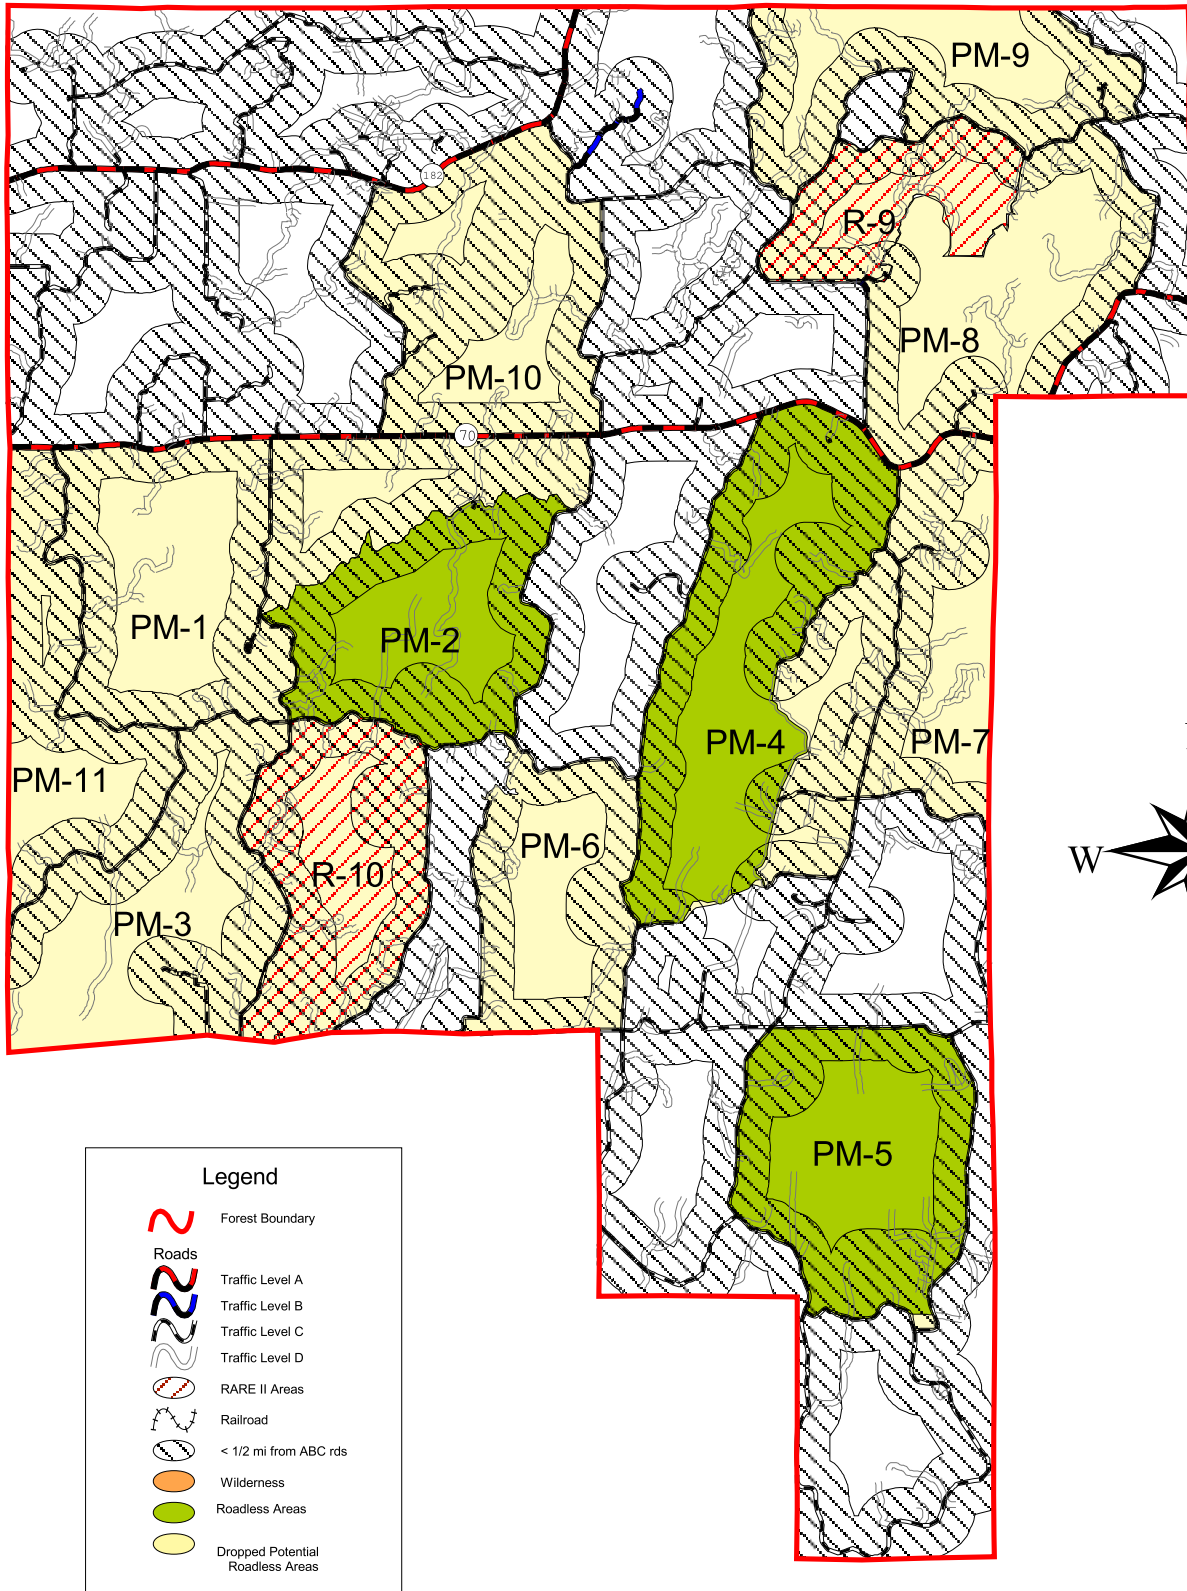 PM-9
182
R-9
PM-8
PM-10
70
PM-1
PM-2
PM-4
PM-7
PM-11
PM-6
R-10
PM-3
W
PM-5
Legend
Forest Boundary
Roads
Traffic Level A
Traffic Level B
Traffic Level C
Traffic Level D
RARE II Areas
Railroad
< 1/2 mi from ABC rds
Wilderness
Roadless Areas
Dropped Potential
Roadless Areas